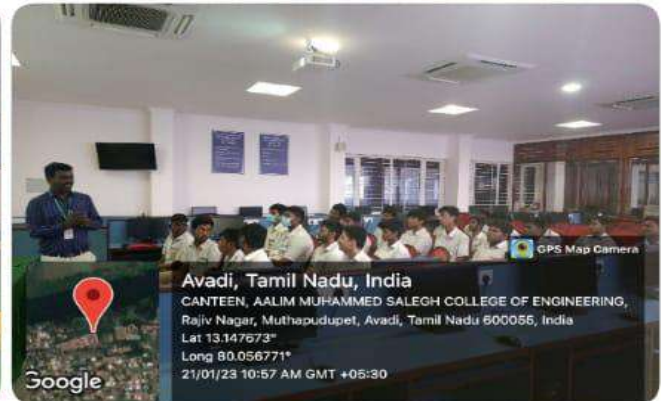 GPS Map Camera
Avadi, Tamil Nadu, India
CANTEEN, AALIM MUHAMMED SALEGH COLLEGE OF ENGINEERING,
Rajiv Nagar, Muthapudupet, Avadi, Tamil Nadu 600055, India
Lat 13.147673°
Long 80.056771°
21/01/23 10:57 AM GMT +05:30
Google